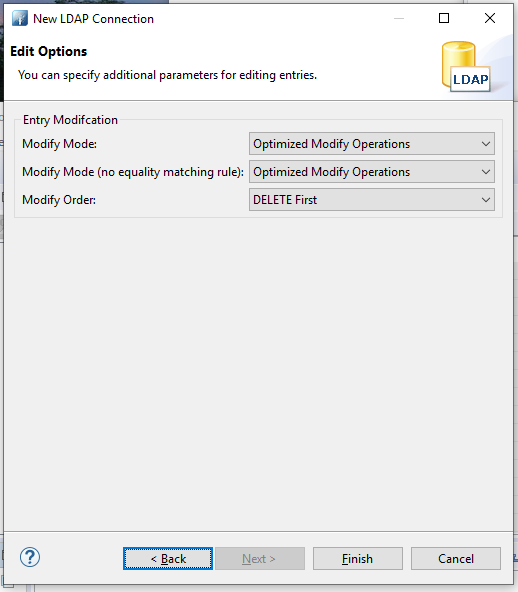 New LDAP Connection
Edit Options
You can specify additional parameters for editing entries.
LDAP
Entry Modifcation
Modify Mode: Optimized Modify Operations
Modify Mode (no equality matching rule): Optimized Modify Operations
Modify Order: DELETE First
? < Back Next > Finish Cancel